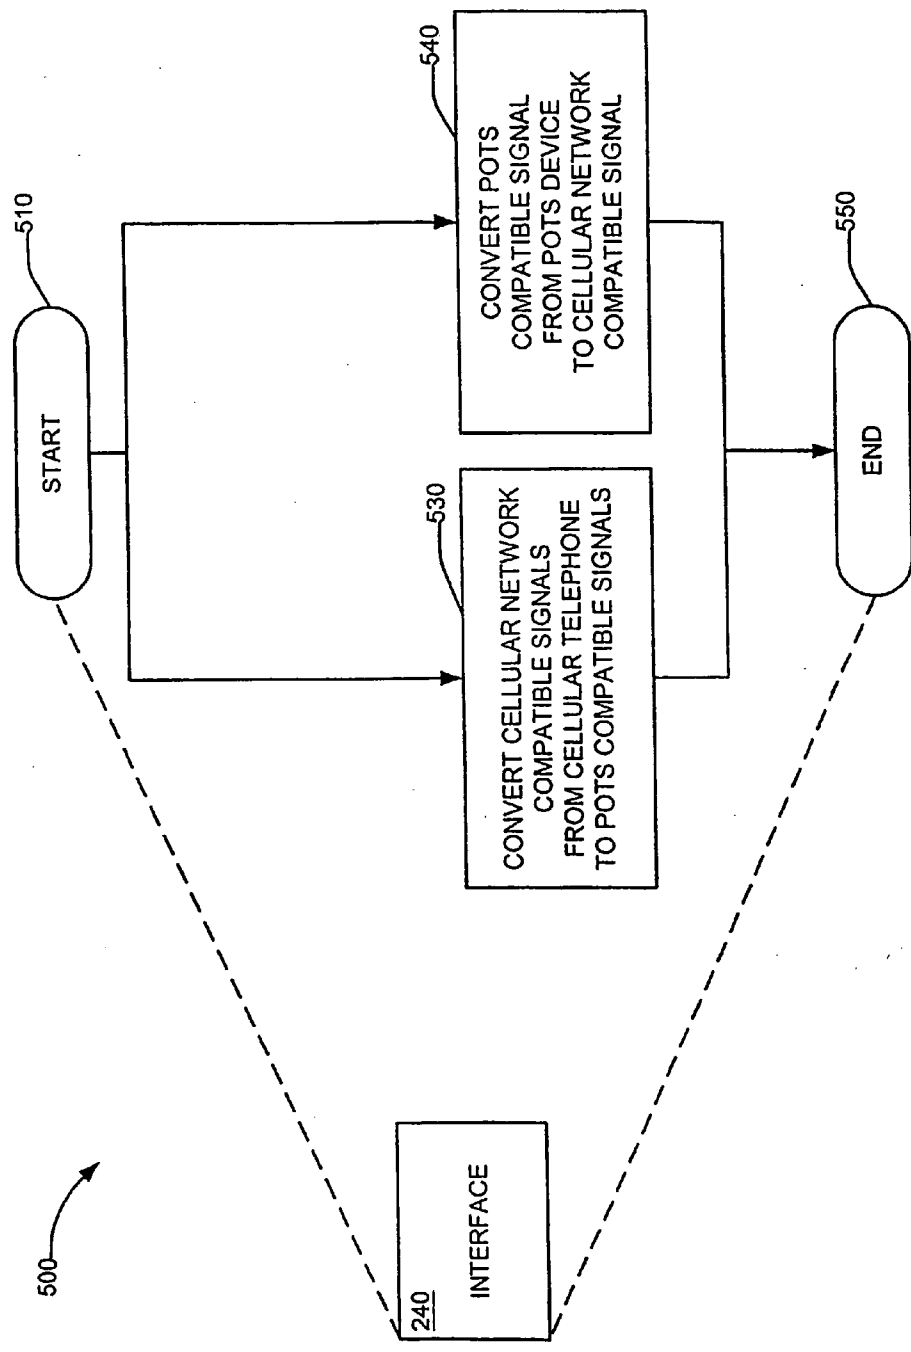 500
240
INTERFACE
510
START
530
CONVERT CELLULAR NETWORK
COMPATIBLE SIGNALS
FROM CELLULAR TELEPHONE
TO POTS COMPATIBLE SIGNALS
540
CONVERT POTS
COMPATIBLE SIGNAL
FROM POTS DEVICE
TO CELLULAR NETWORK
COMPATIBLE SIGNAL
550
END